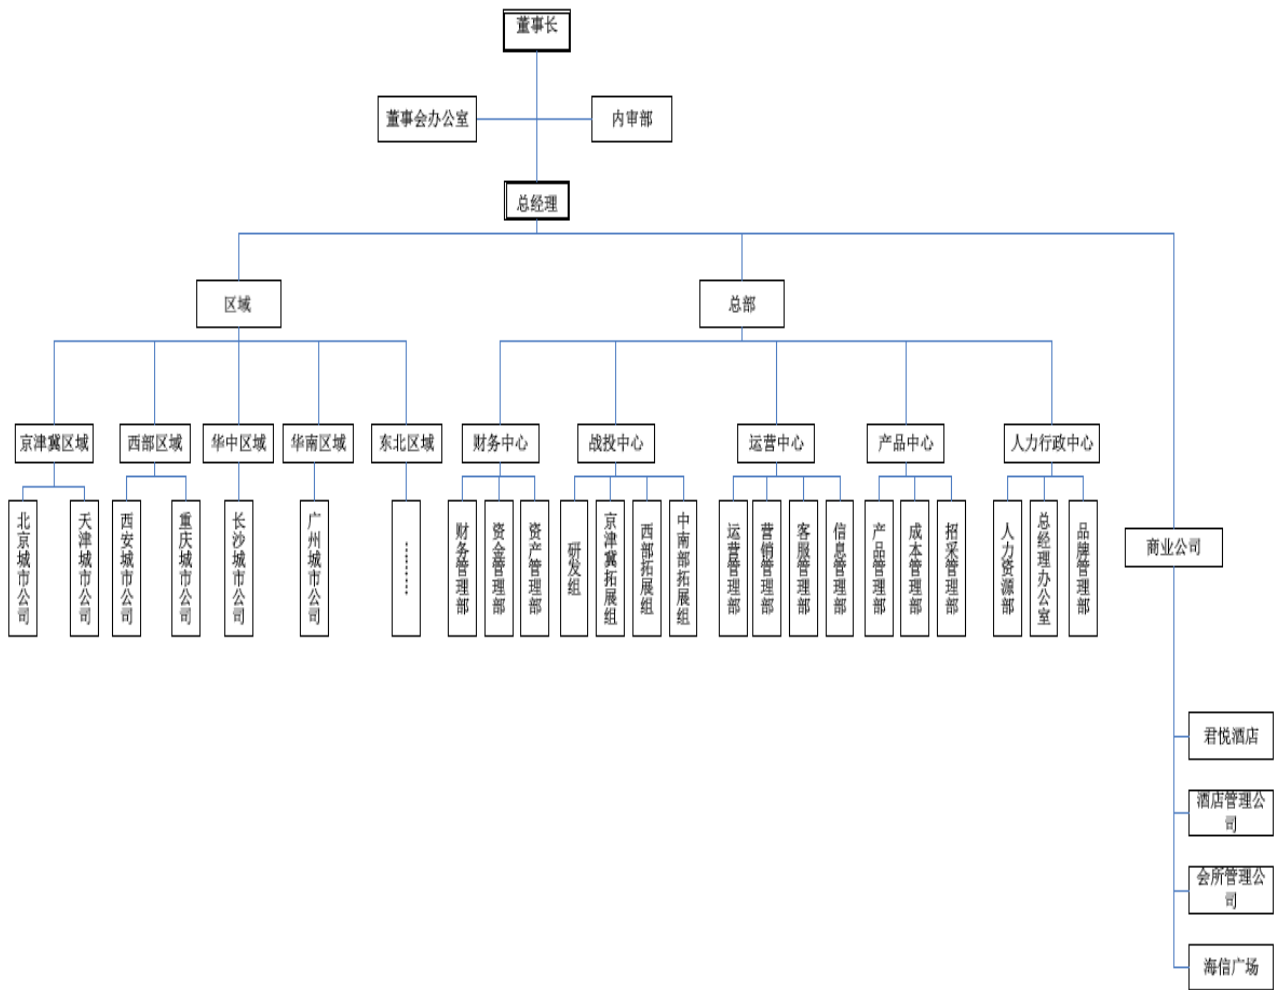 董事长
董事会办公室
内审部
总经理
区域
总部
京津冀区域
西部区域
华中区域
华南区域
东北区域
财务中心
战投中心
运营中心
产品中心
人力行政中心
北京城市公司
天津城市公司
西安城市公司
重庆城市公司
长沙城市公司
广州城市公司
………
财务管理部
资金管理部
资产管理部
研发组
京津冀拓展组
西部拓展组
中南部拓展组
运营管理部
营销管理部
客服管理部
信息管理部
产品管理部
成本管理部
招采管理部
人力资源部
总经理办公室
品牌管理部
商业公司
君悦酒店
酒店管理公
司
会所管理公
司
海信广场